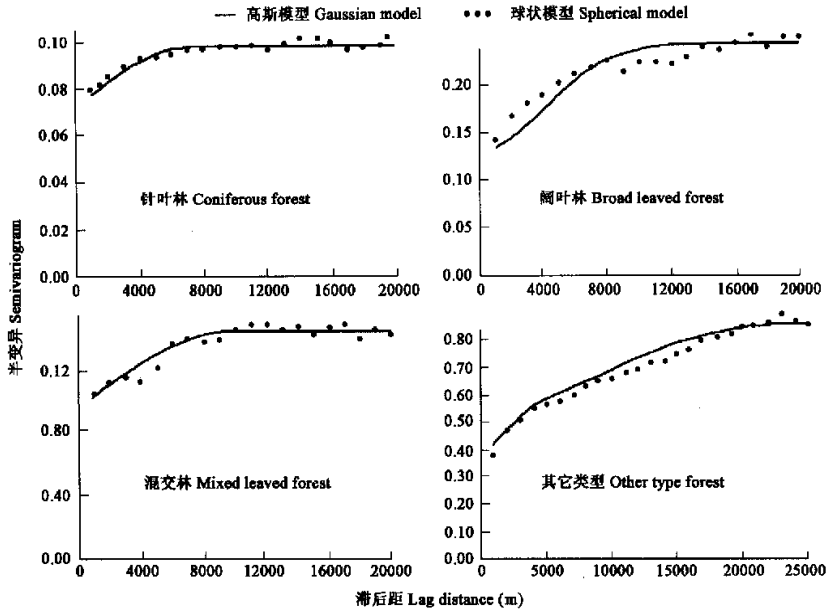 高斯模型 Gaussian model 球状模型 Spherical model
0.10
0.08
0.06
0.04
0.02
0.00
针叶林 Coniferous forest
0 4000 8000 12000 16000 20000
0.20
0.15
0.10
0.05
0.00
阔叶林 Broad leaved forest
0 4000 8000 12000 16000 20000
半变异 Semivariogram
0.12
0.80
0.40
0.00
混交林 Mixed leaved forest
0 4000 8000 12000 16000 20000
0.80
0.60
0.50
0.40
0.30
0.20
0.10
0.00
其它类型 Other type forest
0 5000 10000 15000 20000 25000
滞后距 Lag distance (m)